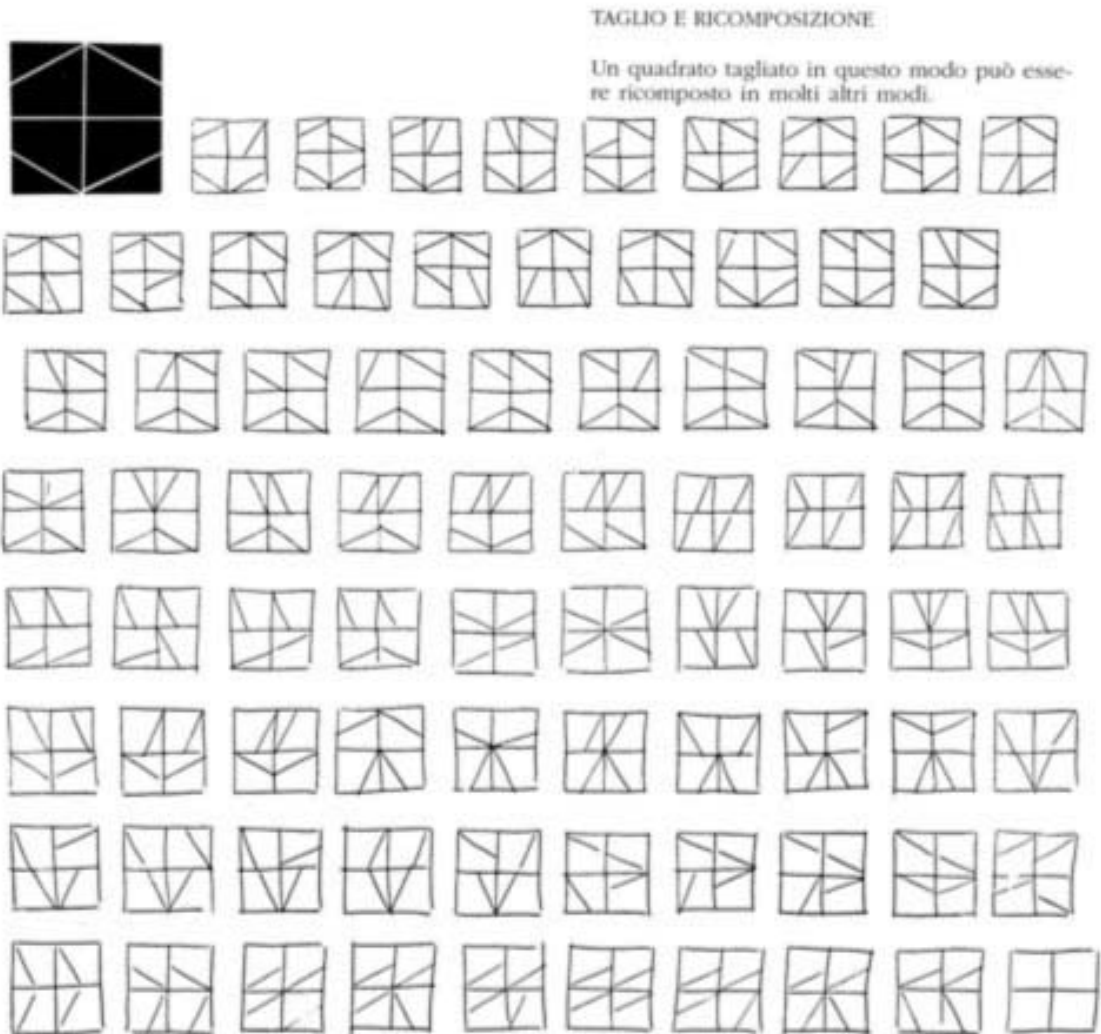 TAGLIO E RICOMPOSIZIONE
Un quadrato tagliato in questo modo può esse-
re ricomposto in molti altri modi.